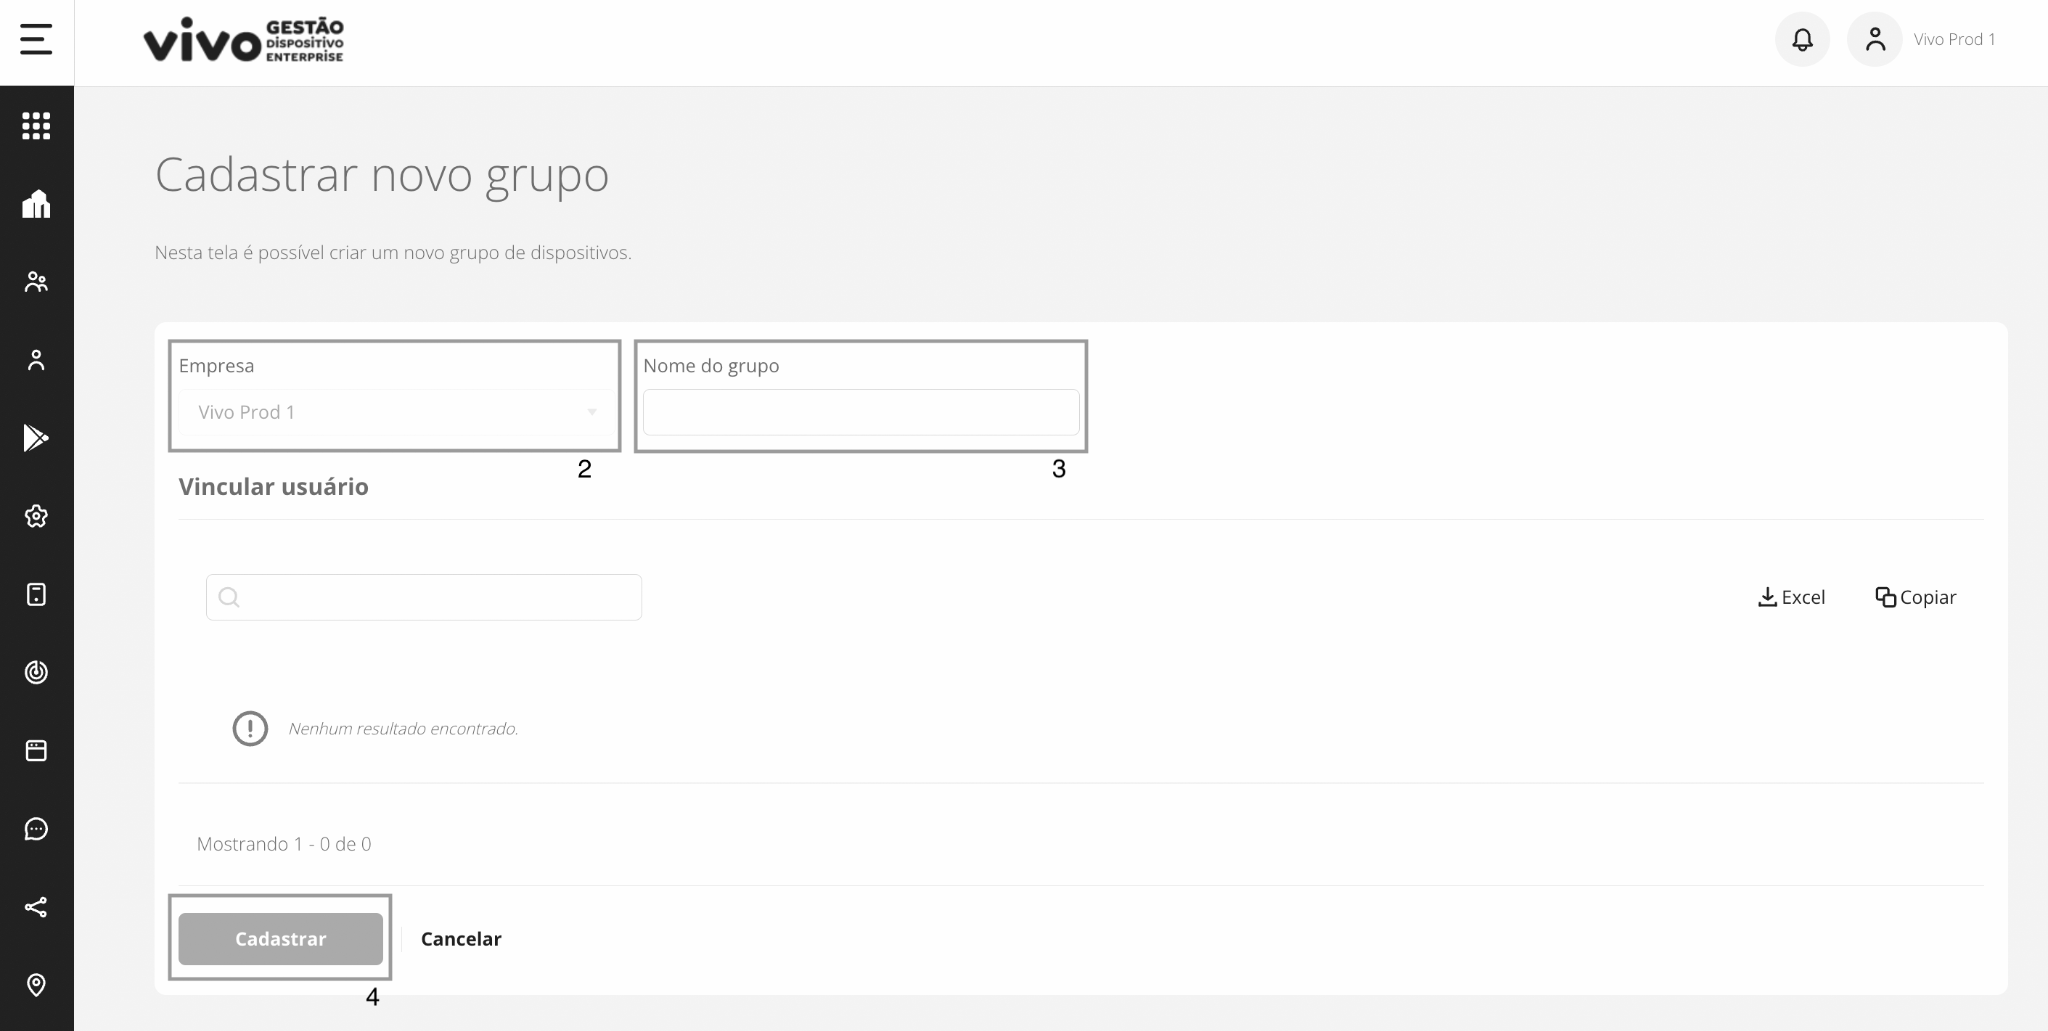 vivo GESTÃO
DISPOSITIVO
ENTERPRISE
Vivo Prod 1
Cadastrar novo grupo
Nesta tela é possível criar um novo grupo de dispositivos.
Empresa
Nome do grupo
Vivo Prod 1
2
3
Vincular usuário
Excel
Copiar
Nenhum resultado encontrado.
Mostrando 1 - 0 de 0
Cadastrar
Cancelar
4